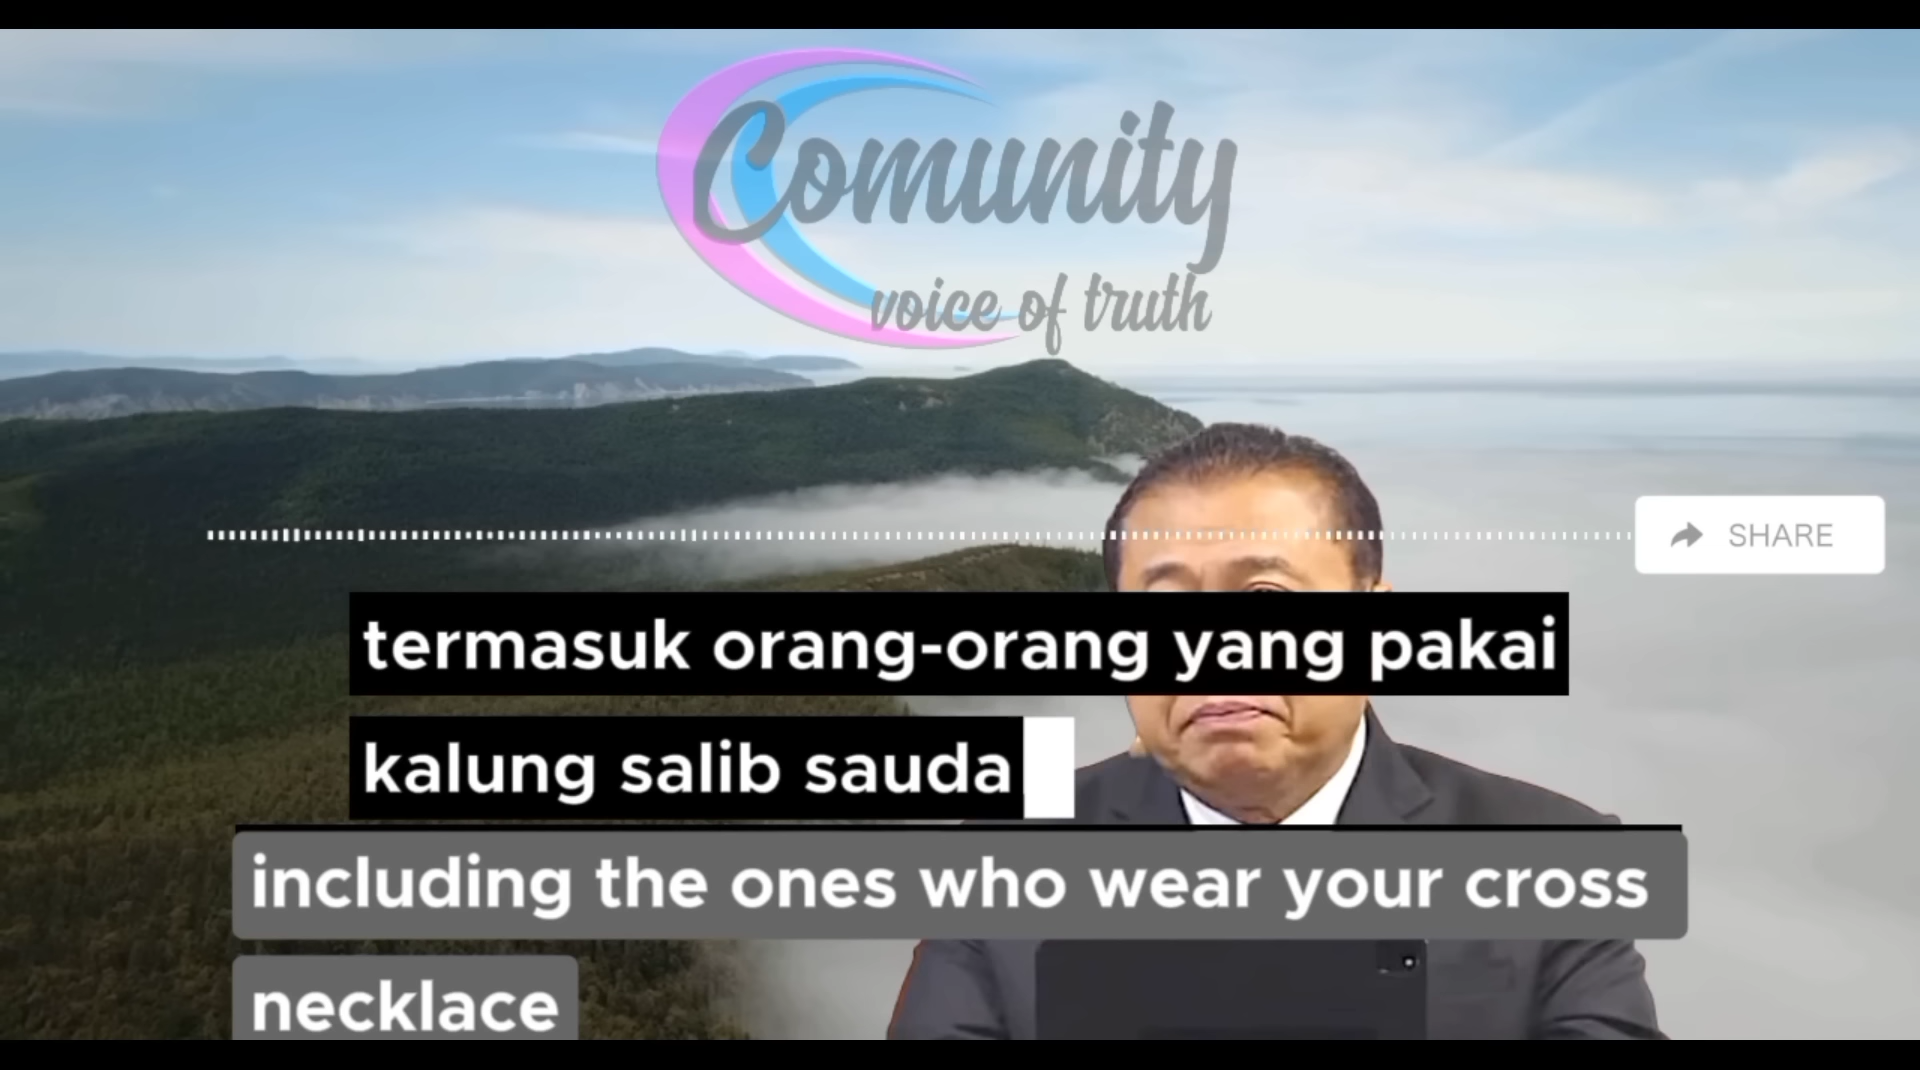 Comunity
voice of truth
SHARE
termasuk orang-orang yang pakai
kalung salib sauda
including the ones who wear your cross
necklace